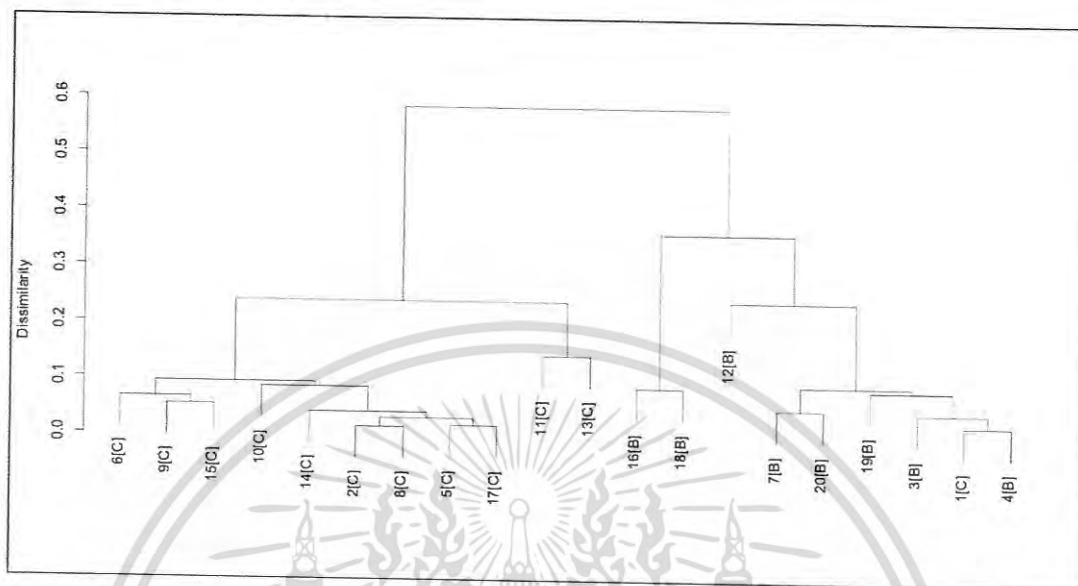 Dissimilarity
0.6
0.5
0.4
0.3
0.2
0.1
0.0
6[C]
9[C]
15[C]
10[C]
14[C]
2[C]
8[C]
5[C]
17[C]
11[C]
13[C]
16[B]
18[B]
12[B]
7[B]
20[B]
19[B]
3[B]
1[C]
4[B]